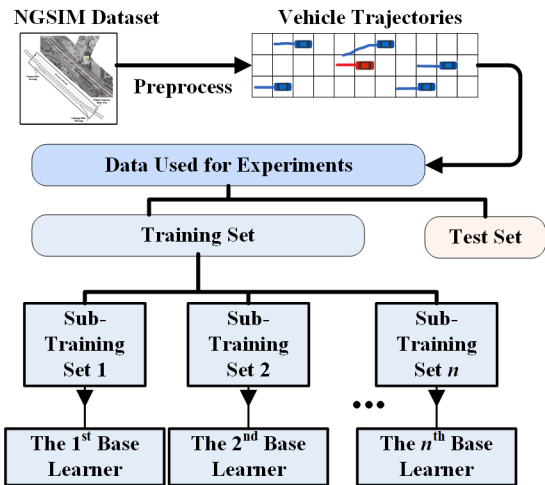 NGSIM Dataset
Vehicle Trajectories
Preprocess
Data Used for Experiments
Training Set
Test Set
Sub-
Training
Set 1
Sub-
Training
Set 2
Sub-
Training
Set n
•••
The 1st Base
Learner
The 2nd Base
Learner
The nth Base
Learner